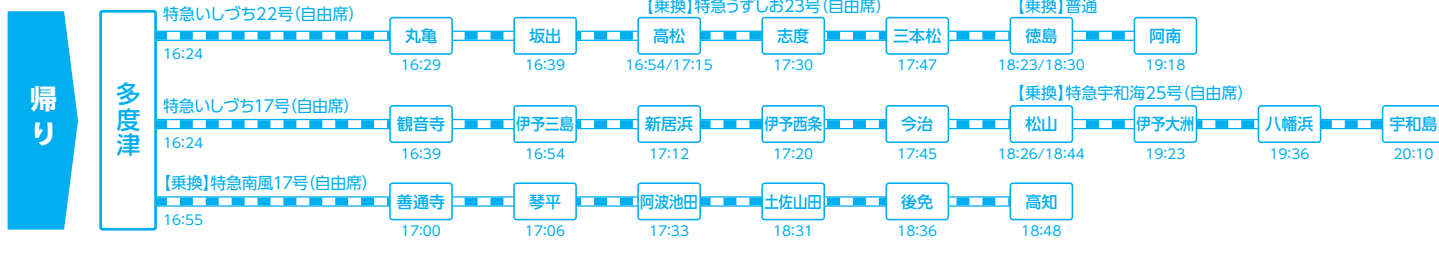 帰り
多度津
特急いしづち22号(自由席)
【乗換】特急うずしお23号(自由席)
【乗換】普通
丸亀 坂出 高松 志度 三本松 徳島 阿南
16:24 16:29 16:39 16:54/17:15 17:30 17:47 18:23/18:30 19:18
特急いしづち17号(自由席)
【乗換】特急宇和海25号(自由席)
観音寺 伊予三島 新居浜 伊予西条 今治 松山 伊予大洲 八幡浜 宇和島
16:24 16:39 16:54 17:12 17:20 17:45 18:26/18:44 19:23 19:36 20:10
【乗換】特急南風17号(自由席)
善通寺 琴平 阿波池田 土佐山田 後免 高知
16:55 17:00 17:06 17:33 18:31 18:36 18:48